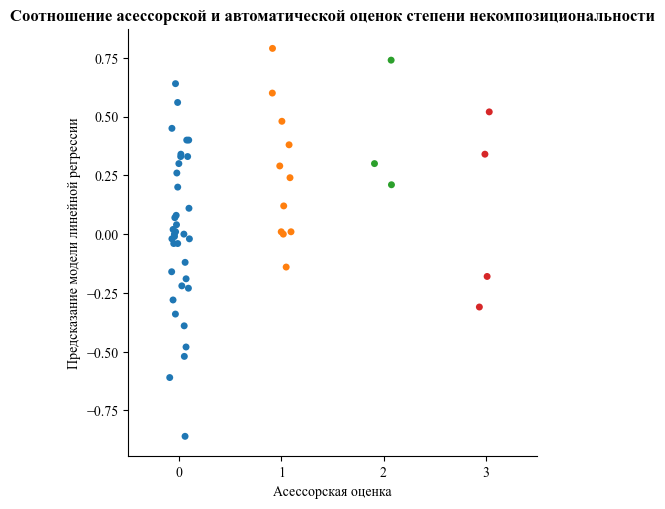 Соотношение асессорской и автоматической оценок степени некомпозициональности
Предсказание модели линейной регрессии
0.75
0.50
0.25
0.00
−0.25
−0.50
−0.75
0 1 2 3
Асессорская оценка